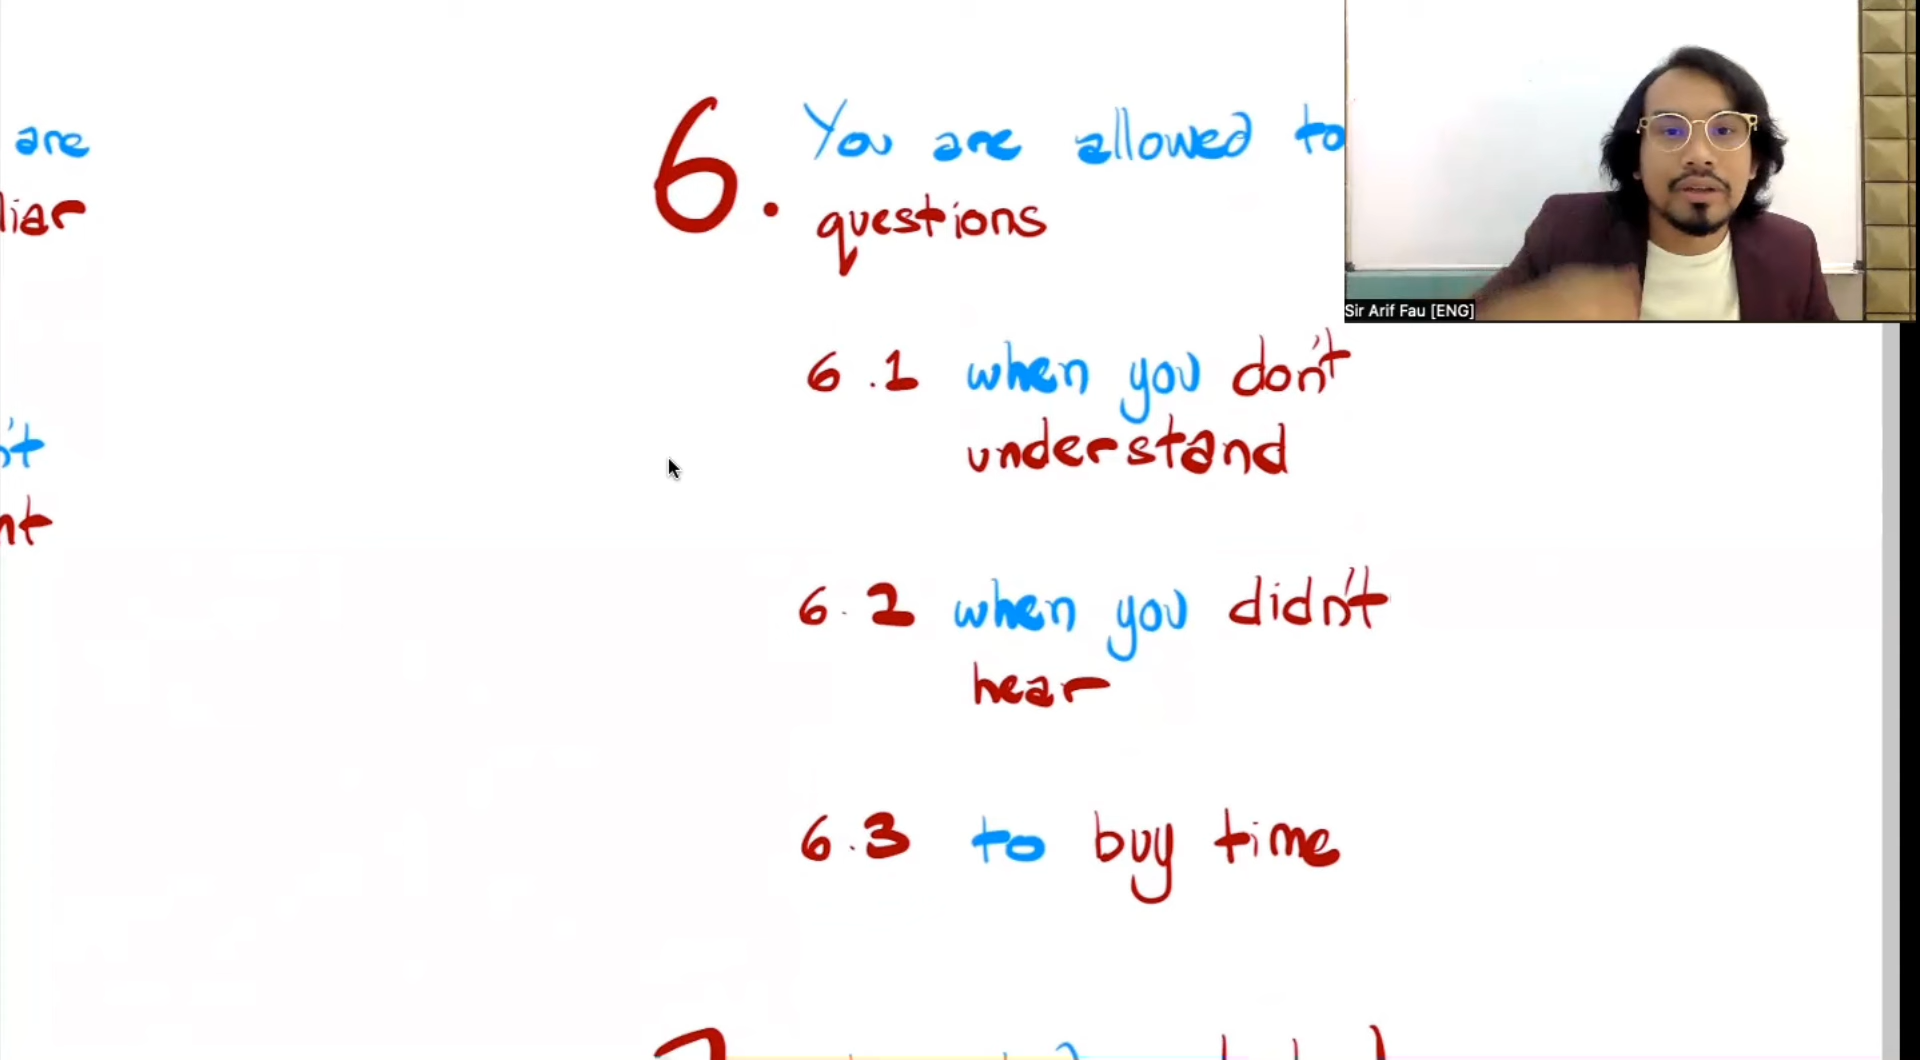 are
liar
n't
nt
6. You are allowed to
questions
Sir Arif Fau [ENG]
6.1 when you don't
understand
6.2 when you didn't
hear
6.3 to buy time